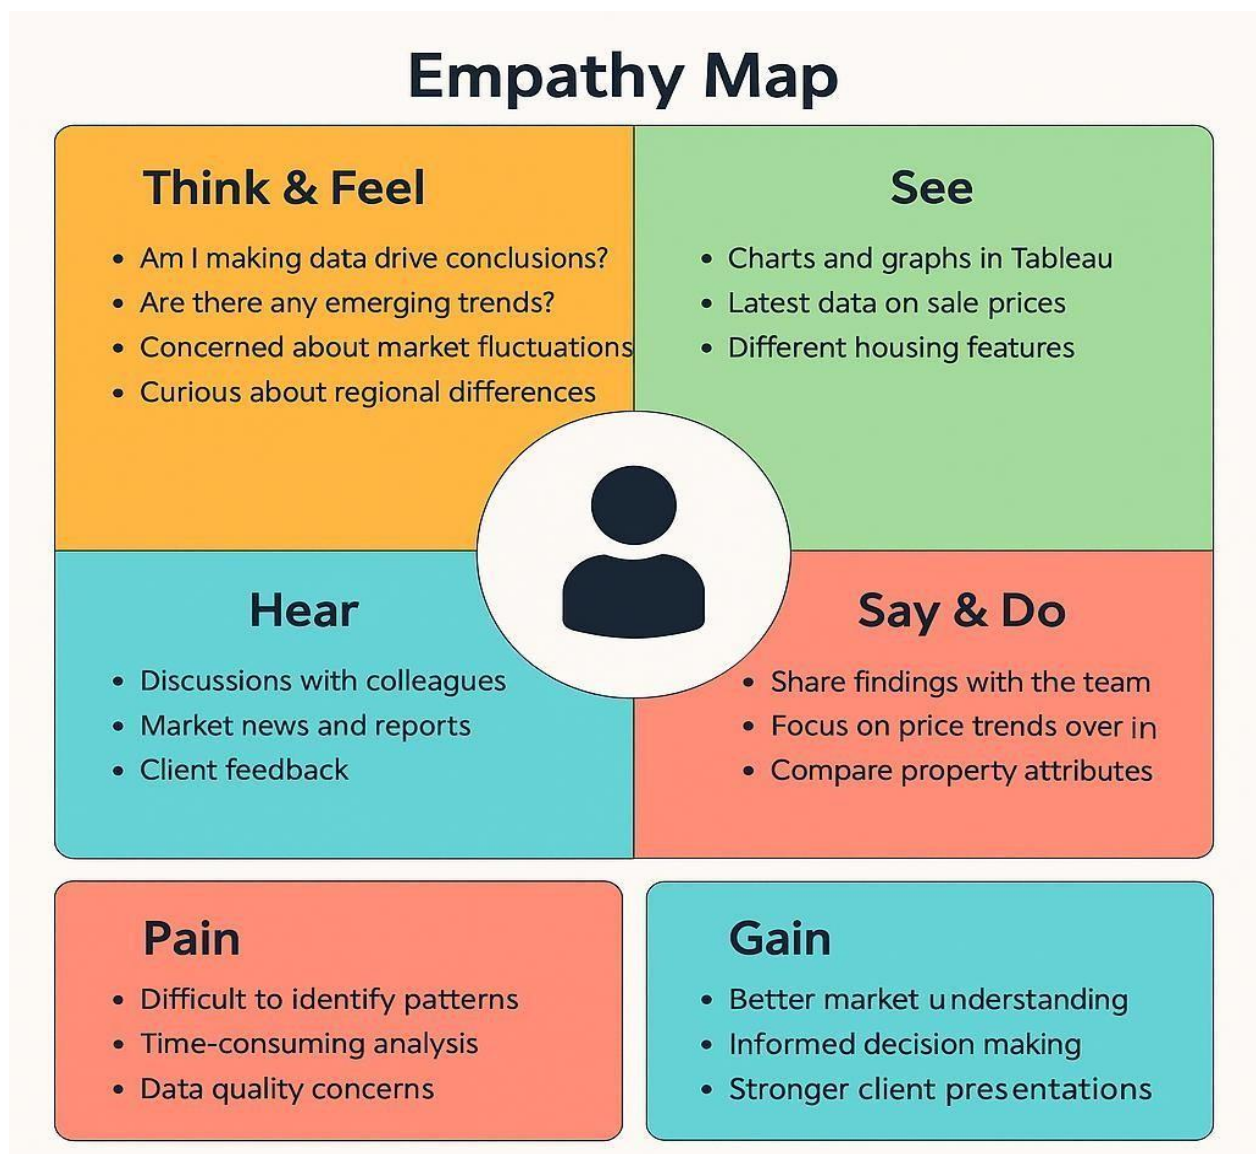 Empathy Map
Think & Feel
• Am I making data drive conclusions?
• Are there any emerging trends?
• Concerned about market fluctuations
• Curious about regional differences
See
• Charts and graphs in Tableau
• Latest data on sale prices
• Different housing features
Hear
• Discussions with colleagues
• Market news and reports
• Client feedback
Say & Do
• Share findings with the team
• Focus on price trends over in
• Compare property attributes
Pain
• Difficult to identify patterns
• Time-consuming analysis
• Data quality concerns
Gain
• Better market understanding
• Informed decision making
• Stronger client presentations